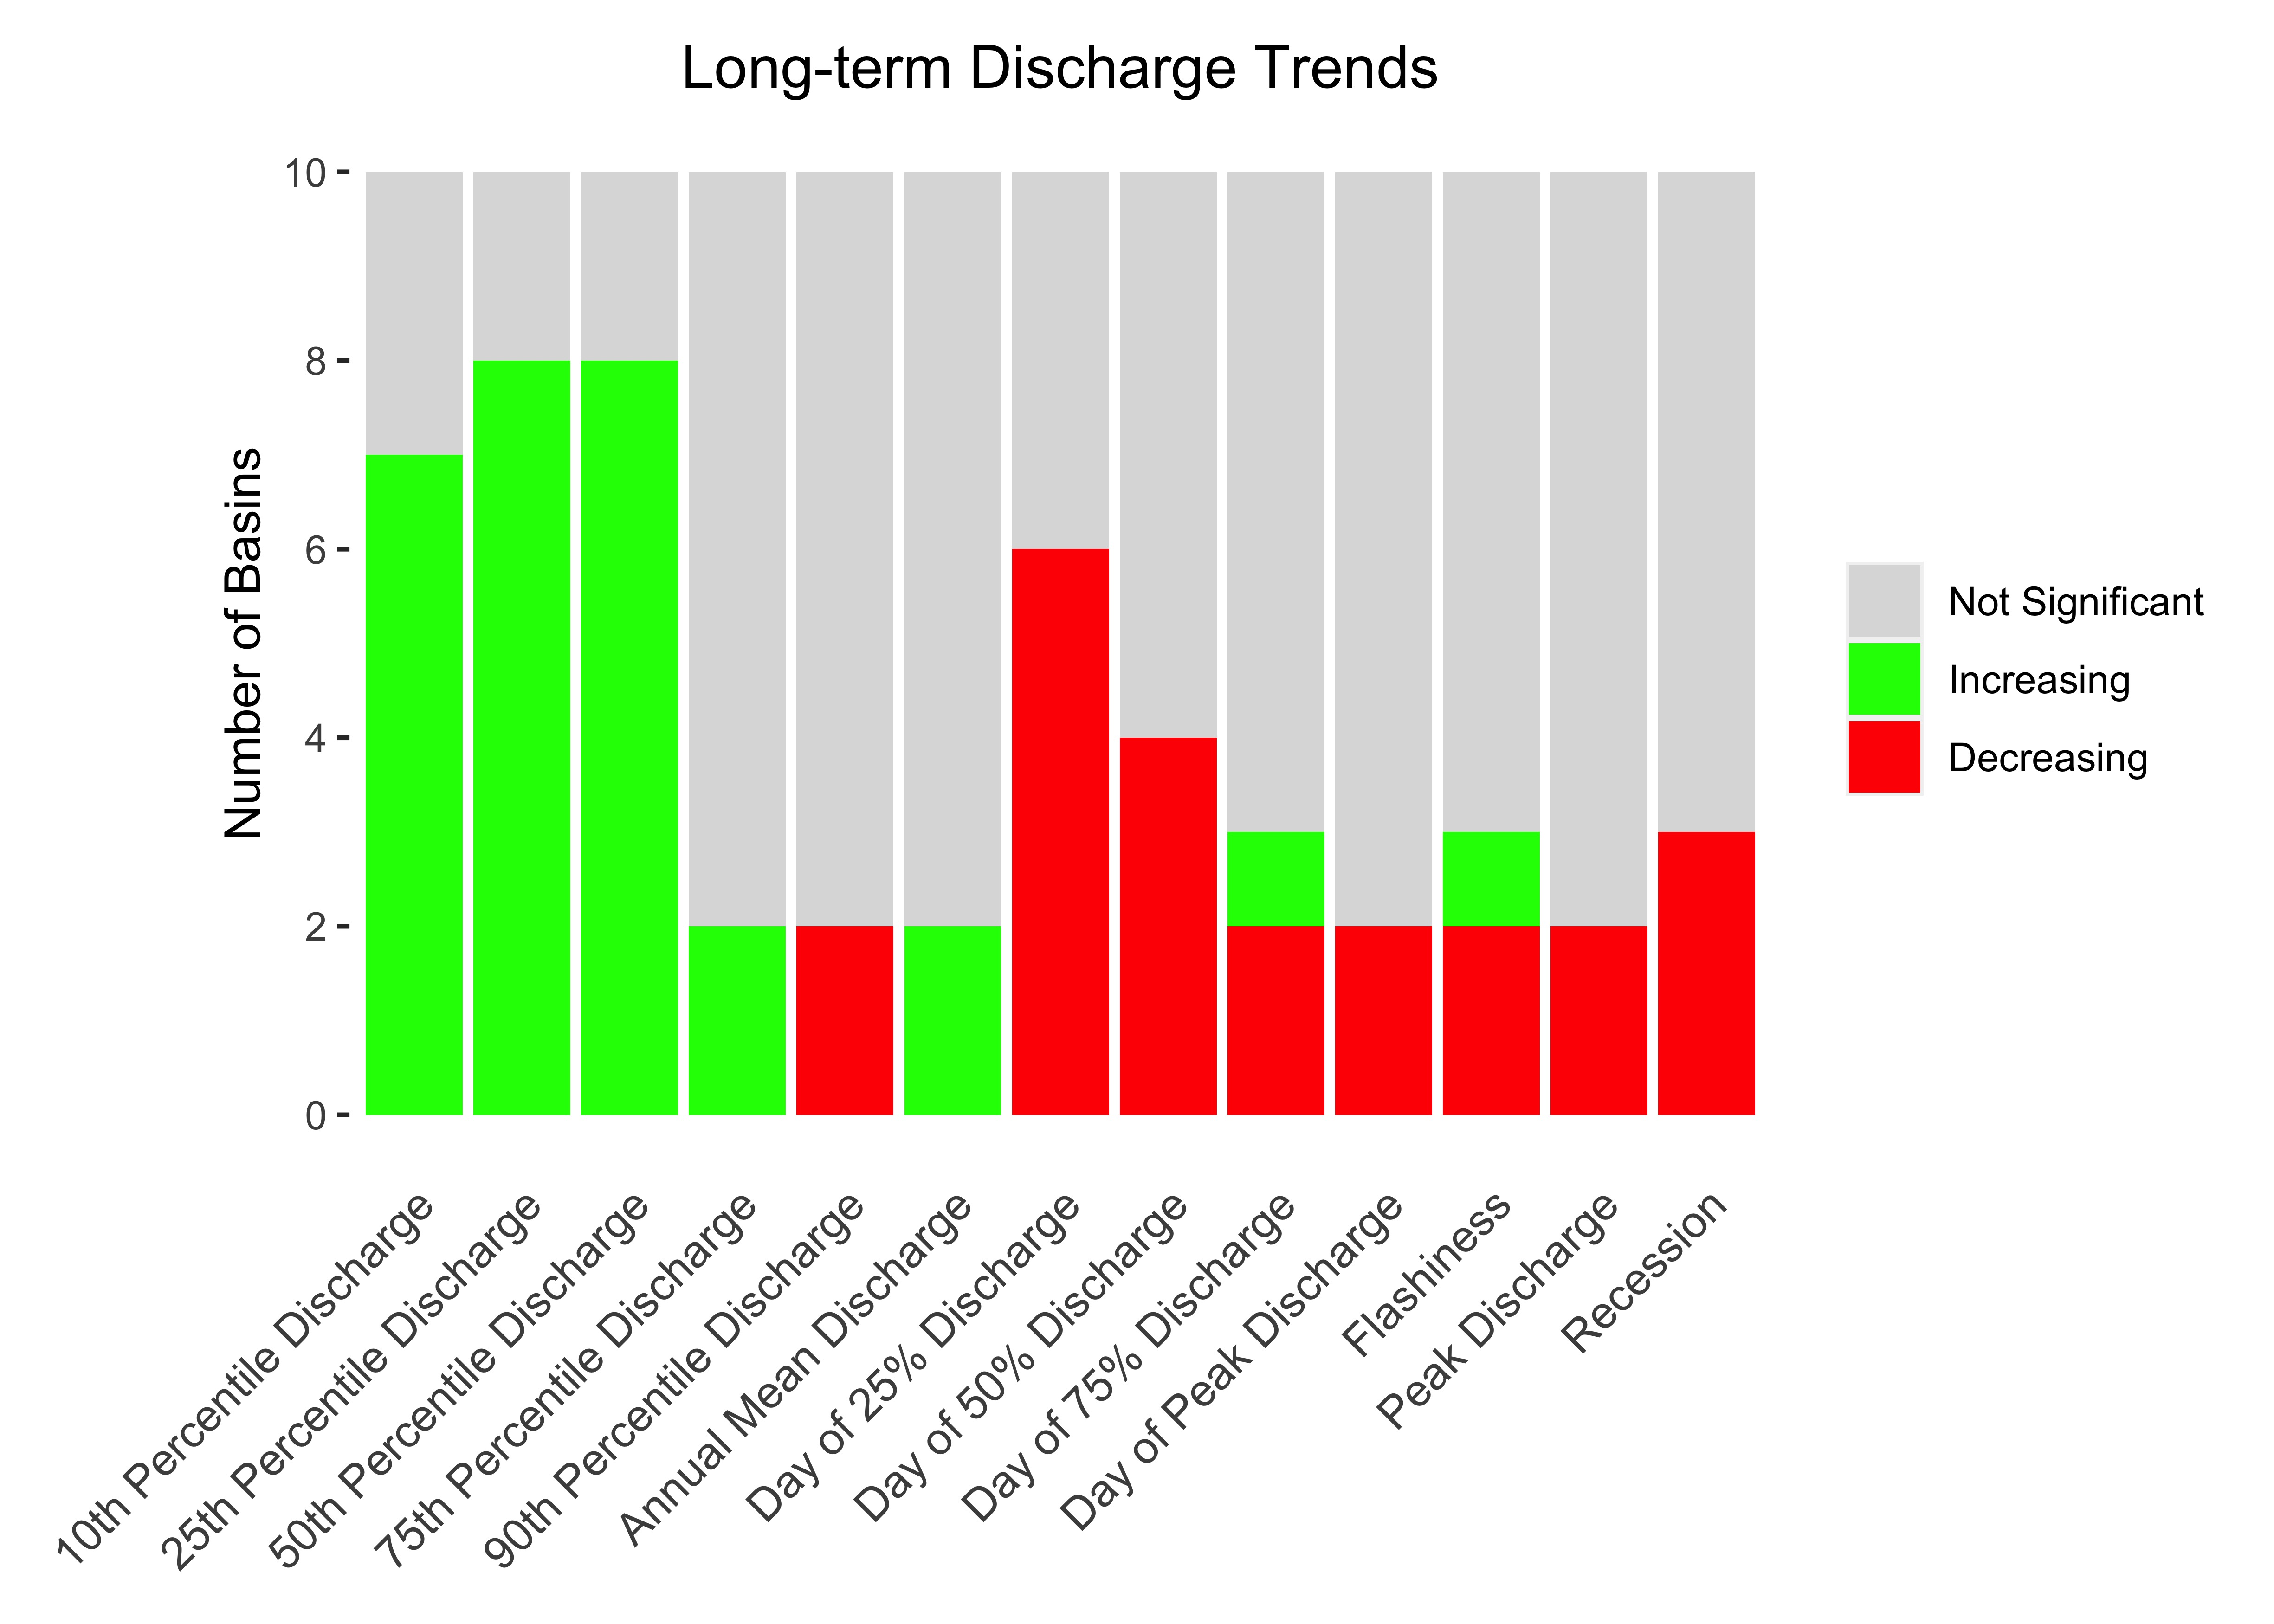 Long-term Discharge Trends
Number of Basins
10
8
6
4
2
0
Not Significant
Increasing
Decreasing
10th Percentile Discharge
25th Percentile Discharge
50th Percentile Discharge
75th Percentile Discharge
90th Percentile Discharge
Annual Mean Discharge
Day of 25% Discharge
Day of 50% Discharge
Day of 75% Discharge
Day of Peak Discharge
Flashiness
Peak Discharge
Recession